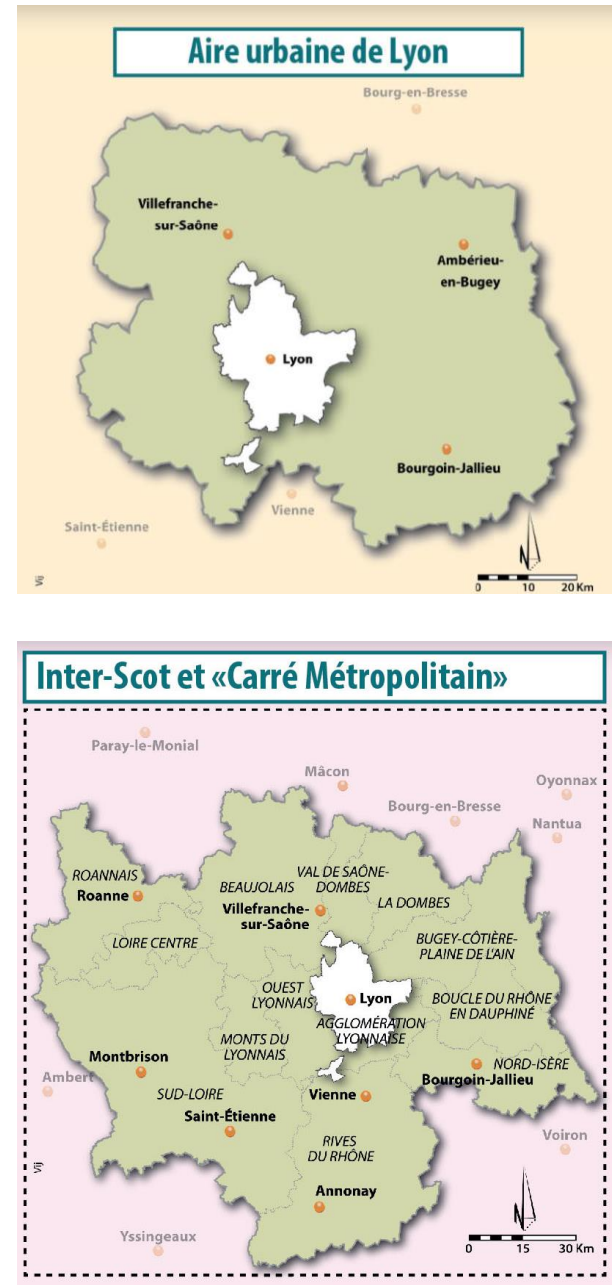 Aire urbaine de Lyon
Bourg-en-Bresse
Villefranche-
sur-Saône
Ambérieu-
en-Bugey
Lyon
Bourgoin-Jallieu
Vienne
Saint-Étienne
N
Vij
0 10 20 Km
Inter-Scot et «Carré Métropolitain»
Paray-le-Monial
Mâcon
Oyonnax
Bourg-en-Bresse
Nantua
ROANNAIS
Roanne
BEAUJOLAIS
VAL DE SAÔNE-
DOMBES
LA DOMBES
Villefranche-
sur-Saône
LOIRE CENTRE
BUGEY-CÔTIÈRE-
PLAINE DE L'AIN
OUEST
LYONNAIS
Lyon
BOUCLE DU RHÔNE
EN DAUPHINÉ
AGGLOMÉRATION
LYONNAISE
MONTS DU
LYONNAIS
Montbrison
Ambert
NORD-ISÈRE
Bourgoin-Jallieu
SUD-LOIRE
Vienne
Saint-Étienne
Voiron
RIVES
DU RHÔNE
Vij
Annonay
N
Yssingeaux
0 15 30 Km